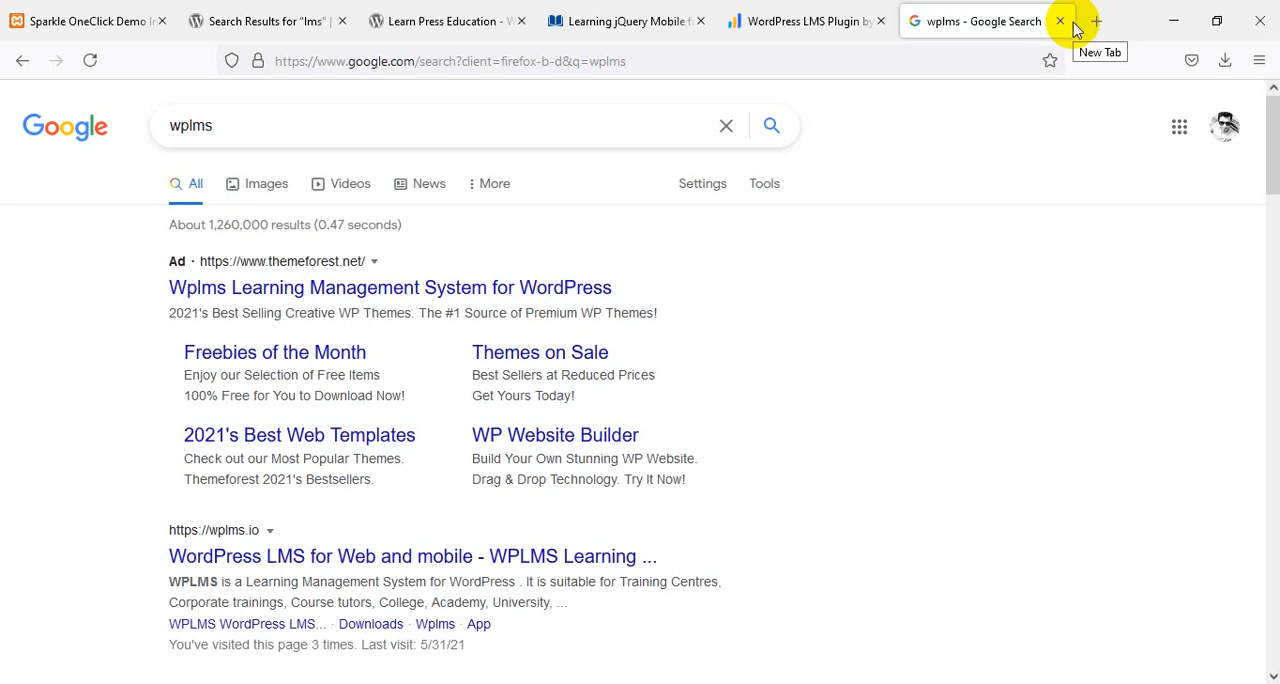 Sparkle OneClick Demo I
Search Results for "lms" |
Learn Press Education - W
Learning jQuery Mobile f
WordPress LMS Plugin by
wplms - Google Search
New Tab
https://www.google.com/search?client=firefox-b-d&q=wplms
Google
wplms
All
Images
Videos
News
More
Settings
Tools
About 1,260,000 results (0.47 seconds)
Ad · https://www.themeforest.net/
Wplms Learning Management System for WordPress
2021's Best Selling Creative WP Themes. The #1 Source of Premium WP Themes!
Freebies of the Month
Enjoy our Selection of Free Items
100% Free for You to Download Now!
Themes on Sale
Best Sellers at Reduced Prices
Get Yours Today!
2021's Best Web Templates
Check out our Most Popular Themes.
Themeforest 2021's Bestsellers.
WP Website Builder
Build Your Own Stunning WP Website.
Drag & Drop Technology. Try It Now!
https://wplms.io
WordPress LMS for Web and mobile - WPLMS Learning ...
WPLMS is a Learning Management System for WordPress . It is suitable for Training Centres,
Corporate trainings, Course tutors, College, Academy, University, ...
WPLMS WordPress LMS... · Downloads · Wplms · App
You've visited this page 3 times. Last visit: 5/31/21